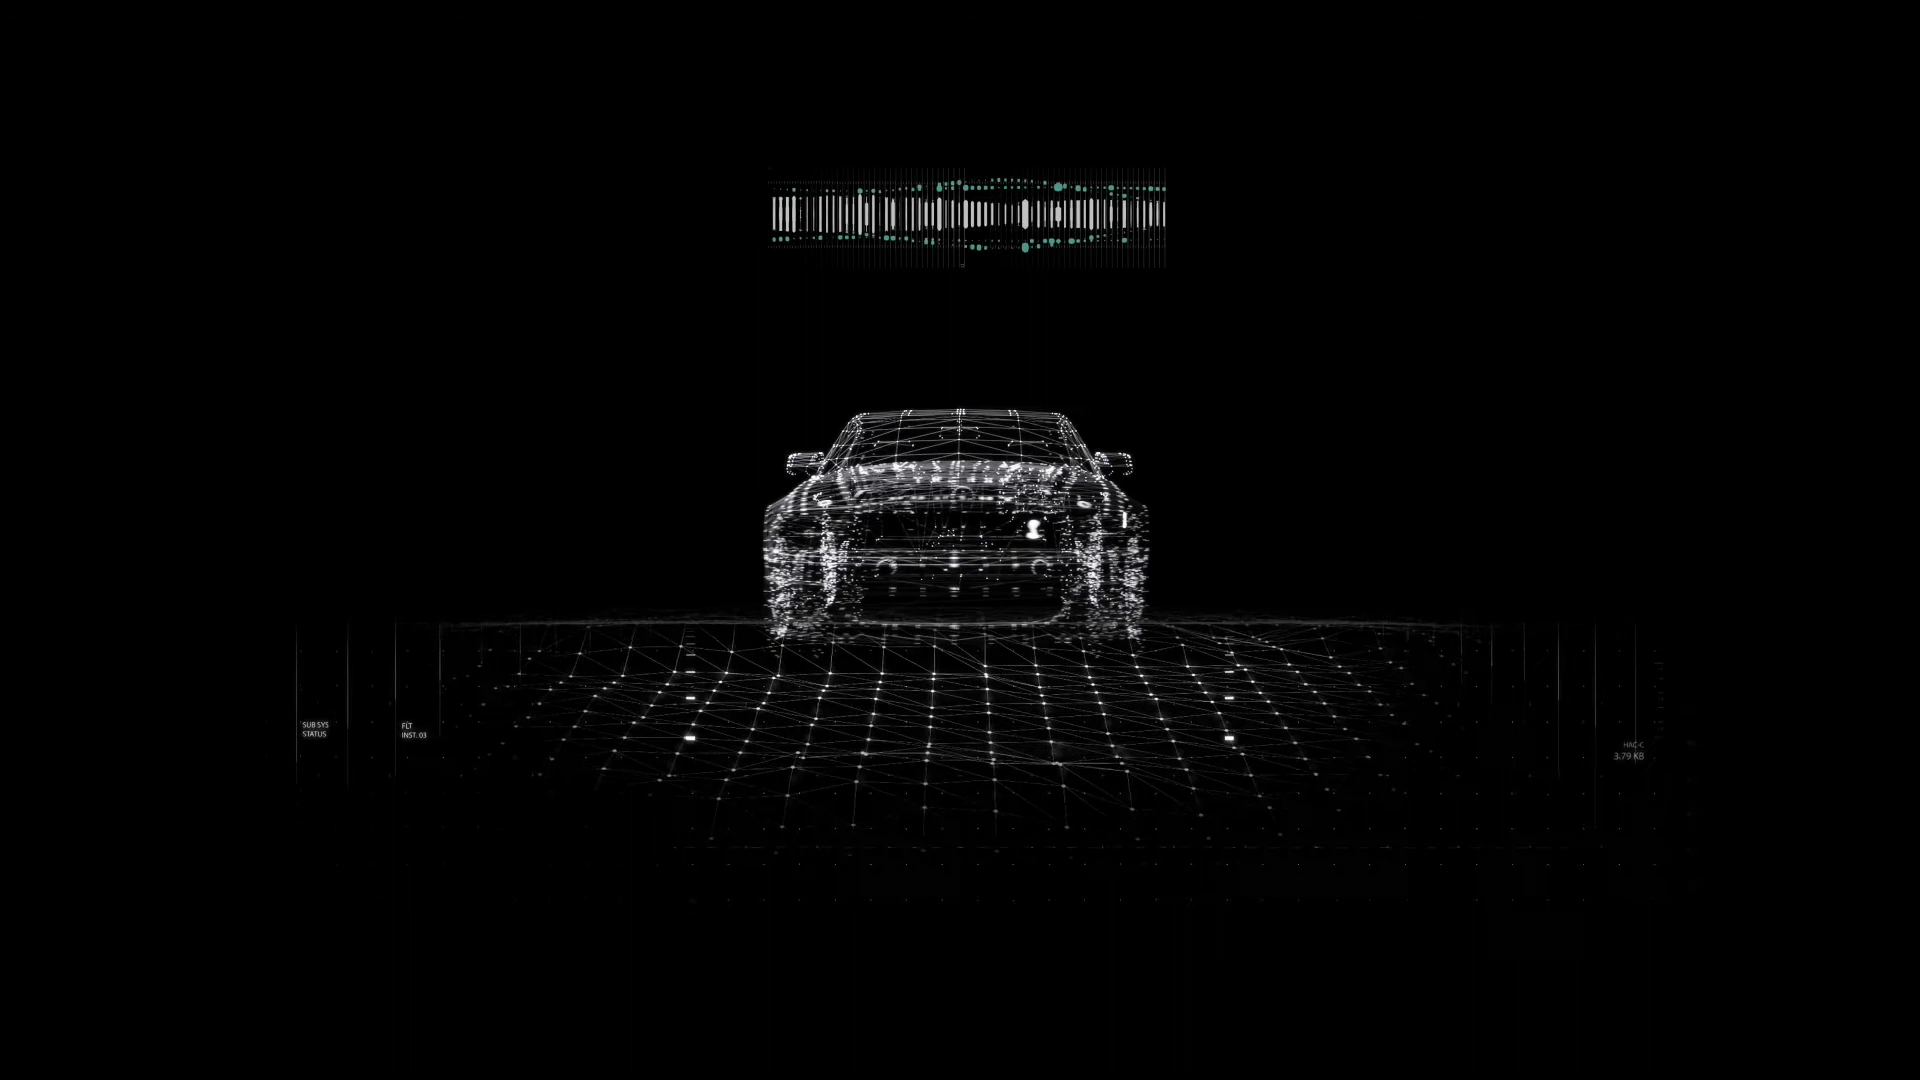 SUB SYS
STATUS
FLT
INST. 03
HAC-C
3.79 KB